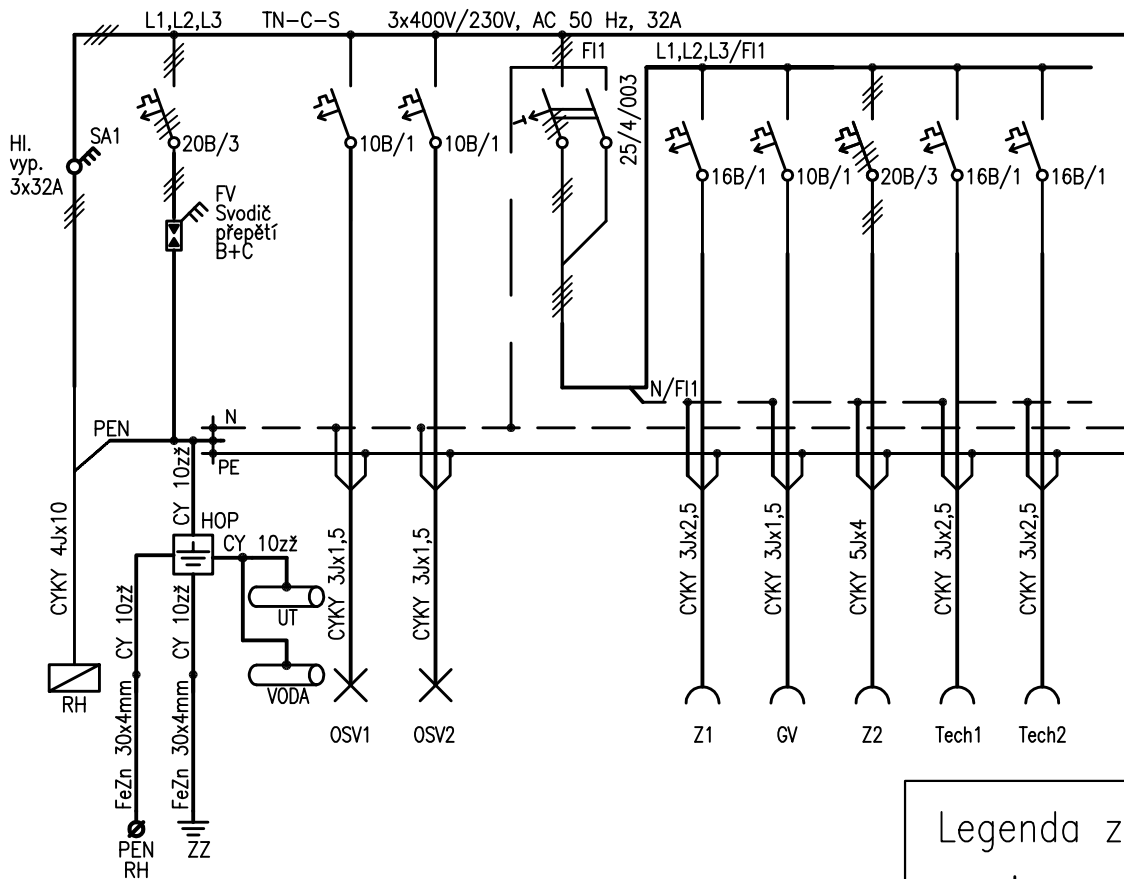 L1,L2,L3
TN-C-S
3x400V/230V, AC 50 Hz, 32A
FI1
L1,L2,L3/FI1
25/4/003
Hl.
vyp.
3x32A
SA1
20B/3
10B/1
10B/1
16B/1
10B/1
20B/3
16B/1
16B/1
FV
Svodič
přepětí
B+C
N/FI1
PEN
N
PE
CY 10zž
HOP
CY 10zž
CYKY 4Jx10
CY 10zž
CY 10zž
UT
VODA
CYKY 3Jx1,5
CYKY 3Jx1,5
CYKY 3Jx2,5
CYKY 3Jx1,5
CYKY 5Jx4
CYKY 3Jx2,5
CYKY 3Jx2,5
RH
FeZn 30x4mm
FeZn 30x4mm
OSV1
OSV2
Z1
GV
Z2
Tech1
Tech2
PEN
RH
ZZ
Legenda z